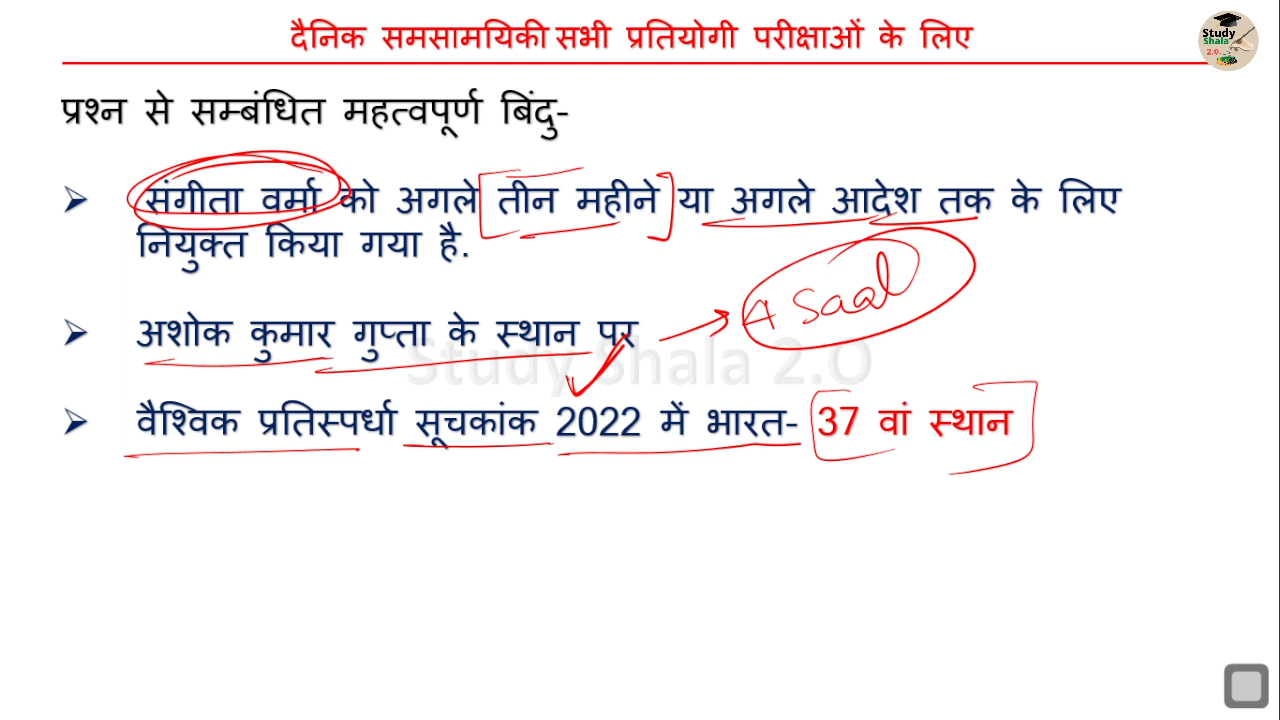 दैनिक समसामयिकी सभी प्रतियोगी परीक्षाओं के लिए
Study
Shala
2.0.
प्रश्न से सम्बंधित महत्वपूर्ण बिंदु-
संगीता वर्मा को अगले तीन महीने या अगले आदेश तक के लिए
नियुक्त किया गया है.
4 Saal
अशोक कुमार गुप्ता के स्थान पर
Study Shala 2.O
वैश्विक प्रतिस्पर्धा सूचकांक 2022 में भारत- 37 वां स्थान